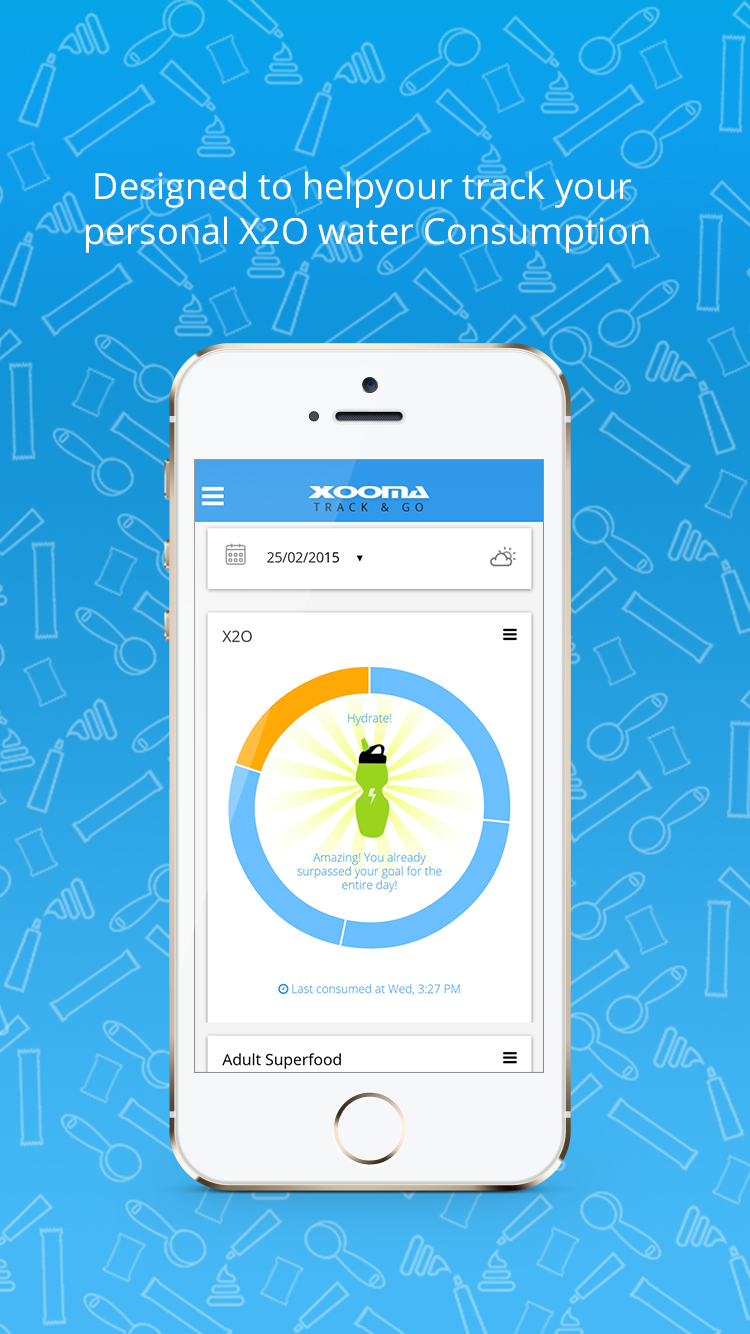 Designed to helpyour track your
personal X2O water Consumption
XOOMA
TRACK & GO
25/02/2015
X2O
Hydrate!
Amazing! You already
surpassed your goal for the
entire day!
Last consumed at Wed, 3:27 PM
Adult Superfood